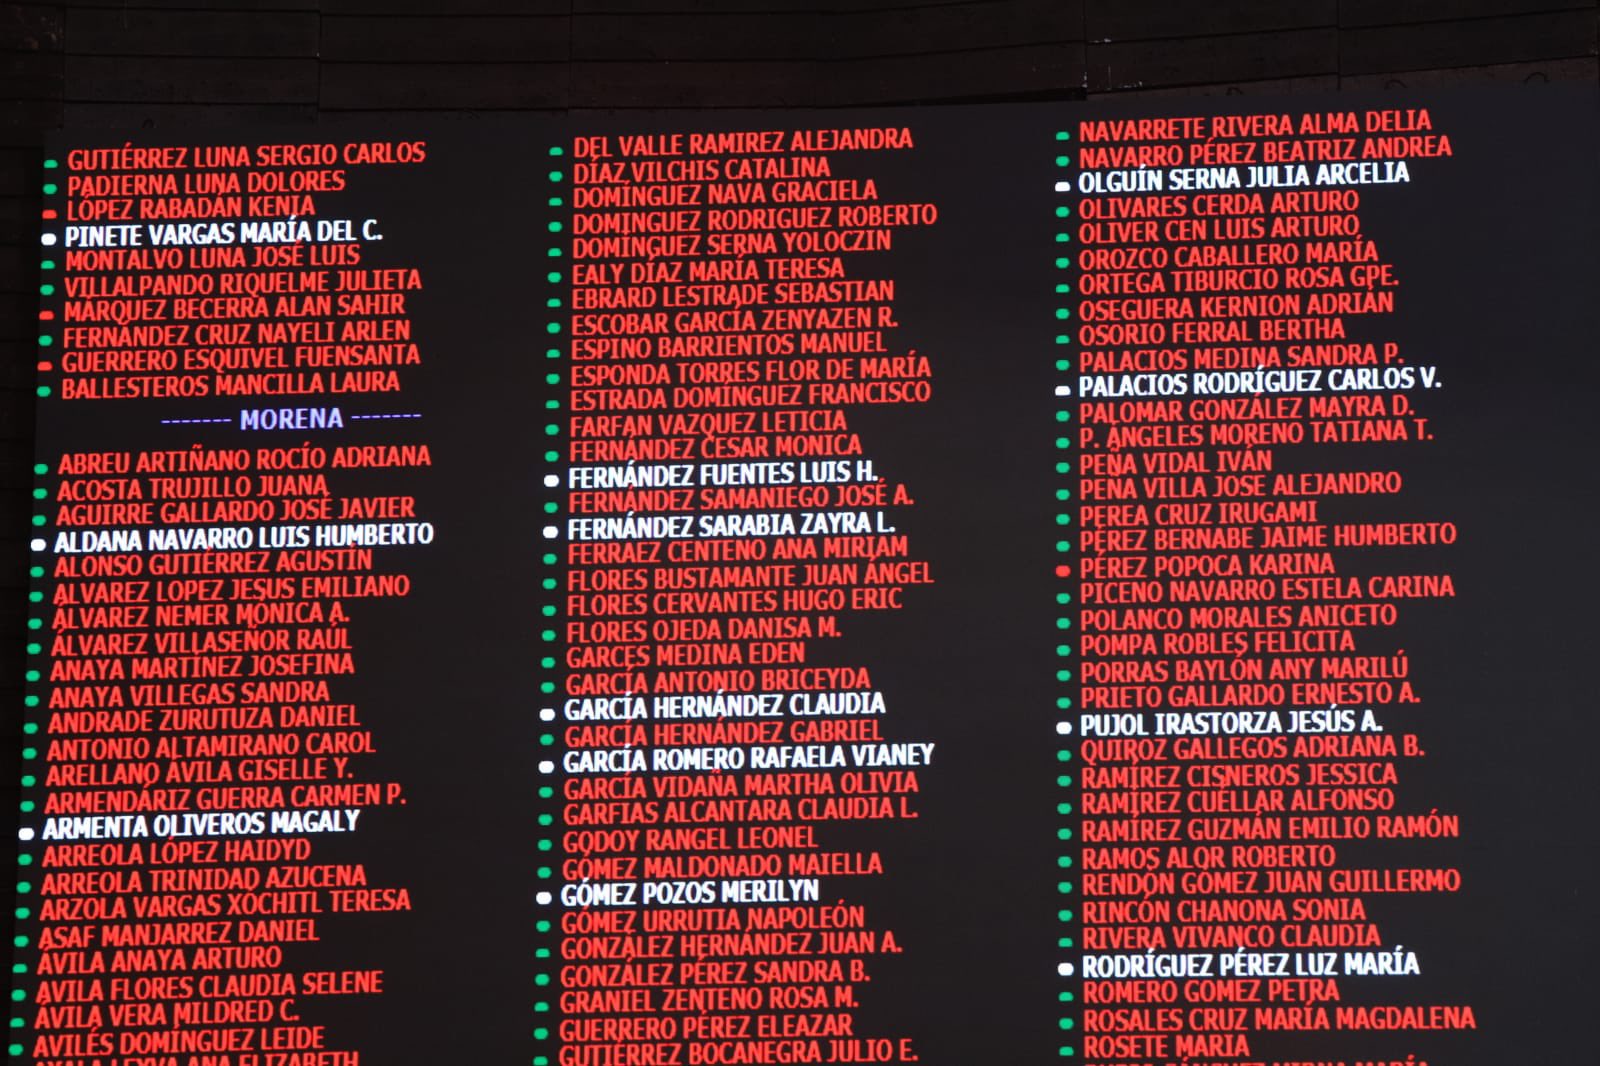 GUTIÉRREZ LUNA SERGIO CARLOS
PADIERNA LUNA DOLORES
LÓPEZ RABADÁN KENIA
PINETE VARGAS MARÍA DEL C.
MONTALVO LUNA JOSÉ LUIS
VILLALPANDO RIQUELME JULIETA
MÁRQUEZ BECERRA ALAN SAHIR
FERNÁNDEZ CRUZ NAYELI ARLEN
GUERRERO ESQUIVEL FUENSANTA
BALLESTEROS MANCILLA LAURA
------- MORENA -------
ABREU ARTIÑANO ROCÍO ADRIANA
ACOSTA TRUJILLO JUANA
AGUIRRE GALLARDO JOSÉ JAVIER
ALDANA NAVARRO LUIS HUMBERTO
ALONSO GUTIÉRREZ AGUSTÍN
ALVAREZ LOPEZ JESUS EMILIANO
ÁLVAREZ NEMER MÓNICA A.
ÁLVAREZ VILLASEÑOR RAÚL
ANAYA MARTÍNEZ JOSEFINA
ANAYA VILLEGAS SANDRA
ANDRADE ZURUTUZA DANIEL
ANTONIO ALTAMIRANO CAROL
ARELLANO ÁVILA GISELLE Y.
ARMENDÁRIZ GUERRA CARMEN P.
ARMENTA OLIVEROS MAGALY
ARREOLA LÓPEZ HAIDYD
ARREOLA TRINIDAD AZUCENA
ARZOLA VARGAS XÓCHITL TERESA
ASAF MANJARREZ DANIEL
ÁVILA ANAYA ARTURO
AVILA FLORES CLAUDIA SELENE
ÁVILA VERA MILDRED C.
AVILÉS DOMÍNGUEZ LEIDE
AYALA LEYVA ANA ELIZABETH
DEL VALLE RAMIREZ ALEJANDRA
DÍAZ VILCHIS CATALINA
DOMÍNGUEZ NAVA GRACIELA
DOMINGUEZ RODRIGUEZ ROBERTO
DOMÍNGUEZ SERNA YOLOCZIN
EALY DÍAZ MARÍA TERESA
EBRARD LESTRADE SEBASTIAN
ESCOBAR GARCÍA ZENYAZEN R.
ESPINO BARRIENTOS MANUEL
ESPONDA TORRES FLOR DE MARÍA
ESTRADA DOMÍNGUEZ FRANCISCO
FARFAN VAZQUEZ LETICIA
FERNÁNDEZ CESAR MONICA
FERNÁNDEZ FUENTES LUIS H.
FERNÁNDEZ SAMANIEGO JOSÉ A.
FERNÁNDEZ SARABIA ZAYRA L.
FERRAEZ CENTENO ANA MIRIAM
FLORES BUSTAMANTE JUAN ÁNGEL
FLORES CERVANTES HUGO ERIC
FLORES OJEDA DANISA M.
GARCES MEDINA EDEN
GARCÍA ANTONIO BRICEYDA
GARCÍA HERNÁNDEZ CLAUDIA
GARCÍA HERNÁNDEZ GABRIEL
GARCÍA ROMERO RAFAELA VIANEY
GARCÍA VIDAÑA MARTHA OLIVIA
GARFIAS ALCANTARA CLAUDIA L.
GODOY RANGEL LEONEL
GÓMEZ MALDONADO MAIELLA
GÓMEZ POZOS MERILYN
GÓMEZ URRUTIA NAPOLEÓN
GONZÁLEZ HERNÁNDEZ JUAN A.
GONZÁLEZ PÉREZ SANDRA B.
GRANIEL ZENTENO ROSA M.
GUERRERO PÉREZ ELEAZAR
GUTIÉRREZ BOCANEGRA JULIO E.
NAVARRETE RIVERA ALMA DELIA
NAVARRO PÉREZ BEATRIZ ANDREA
OLGUÍN SERNA JULIA ARCELIA
OLIVARES CERDA ARTURO
OLIVER CEN LUIS ARTURO
OROZCO CABALLERO MARÍA
ORTEGA TIBURCIO ROSA GPE.
OSEGUERA KERNION ADRIÁN
OSORIO FERRAL BERTHA
PALACIOS MEDINA SANDRA P.
PALACIOS RODRÍGUEZ CARLOS V.
PALOMAR GONZÁLEZ MAYRA D.
P. ÁNGELES MORENO TATIANA T.
PEÑA VIDAL IVÁN
PEÑA VILLA JOSE ALEJANDRO
PEREA CRUZ IRUGAMI
PÉREZ BERNABE JAIME HUMBERTO
PÉREZ POPOCA KARINA
PICENO NAVARRO ESTELA CARINA
POLANCO MORALES ANICETO
POMPA ROBLES FELICITA
PORRAS BAYLÓN ANY MARILÚ
PRIETO GALLARDO ERNESTO A.
PUJOL IRASTORZA JESÚS A.
QUIROZ GALLEGOS ADRIANA B.
RAMÍREZ CISNEROS JESSICA
RAMÍREZ CUÉLLAR ALFONSO
RAMÍREZ GUZMÁN EMILIO RAMÓN
RAMOS ALOR ROBERTO
RENDÓN GÓMEZ JUAN GUILLERMO
RINCÓN CHANONA SONIA
RIVERA VIVANCO CLAUDIA
RODRÍGUEZ PÉREZ LUZ MARÍA
ROMERO GOMEZ PETRA
ROSALES CRUZ MARÍA MAGDALENA
ROSETE MARIA